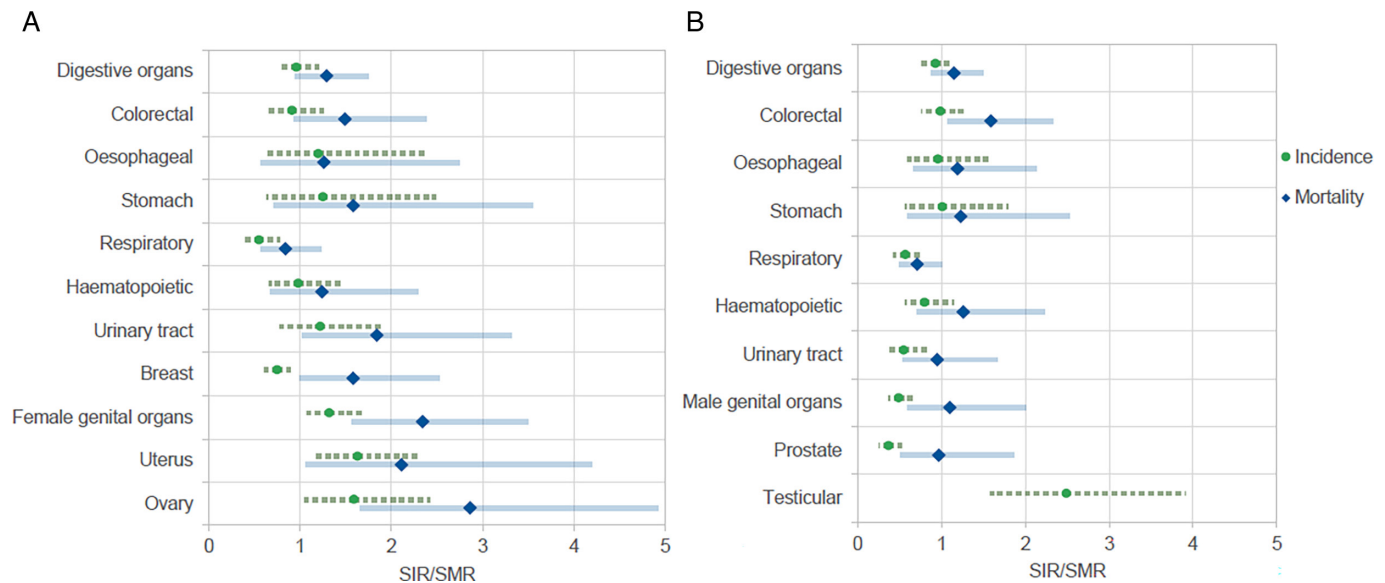 A
Digestive organs
Colorectal
Oesophageal
Stomach
Respiratory
Haematopoietic
Urinary tract
Breast
Female genital organs
Uterus
Ovary
0 1 2 3 4 5
SIR/SMR
B
Digestive organs
Colorectal
Oesophageal
Stomach
Respiratory
Haematopoietic
Urinary tract
Male genital organs
Prostate
Testicular
0 1 2 3 4 5
SIR/SMR
Incidence
Mortality